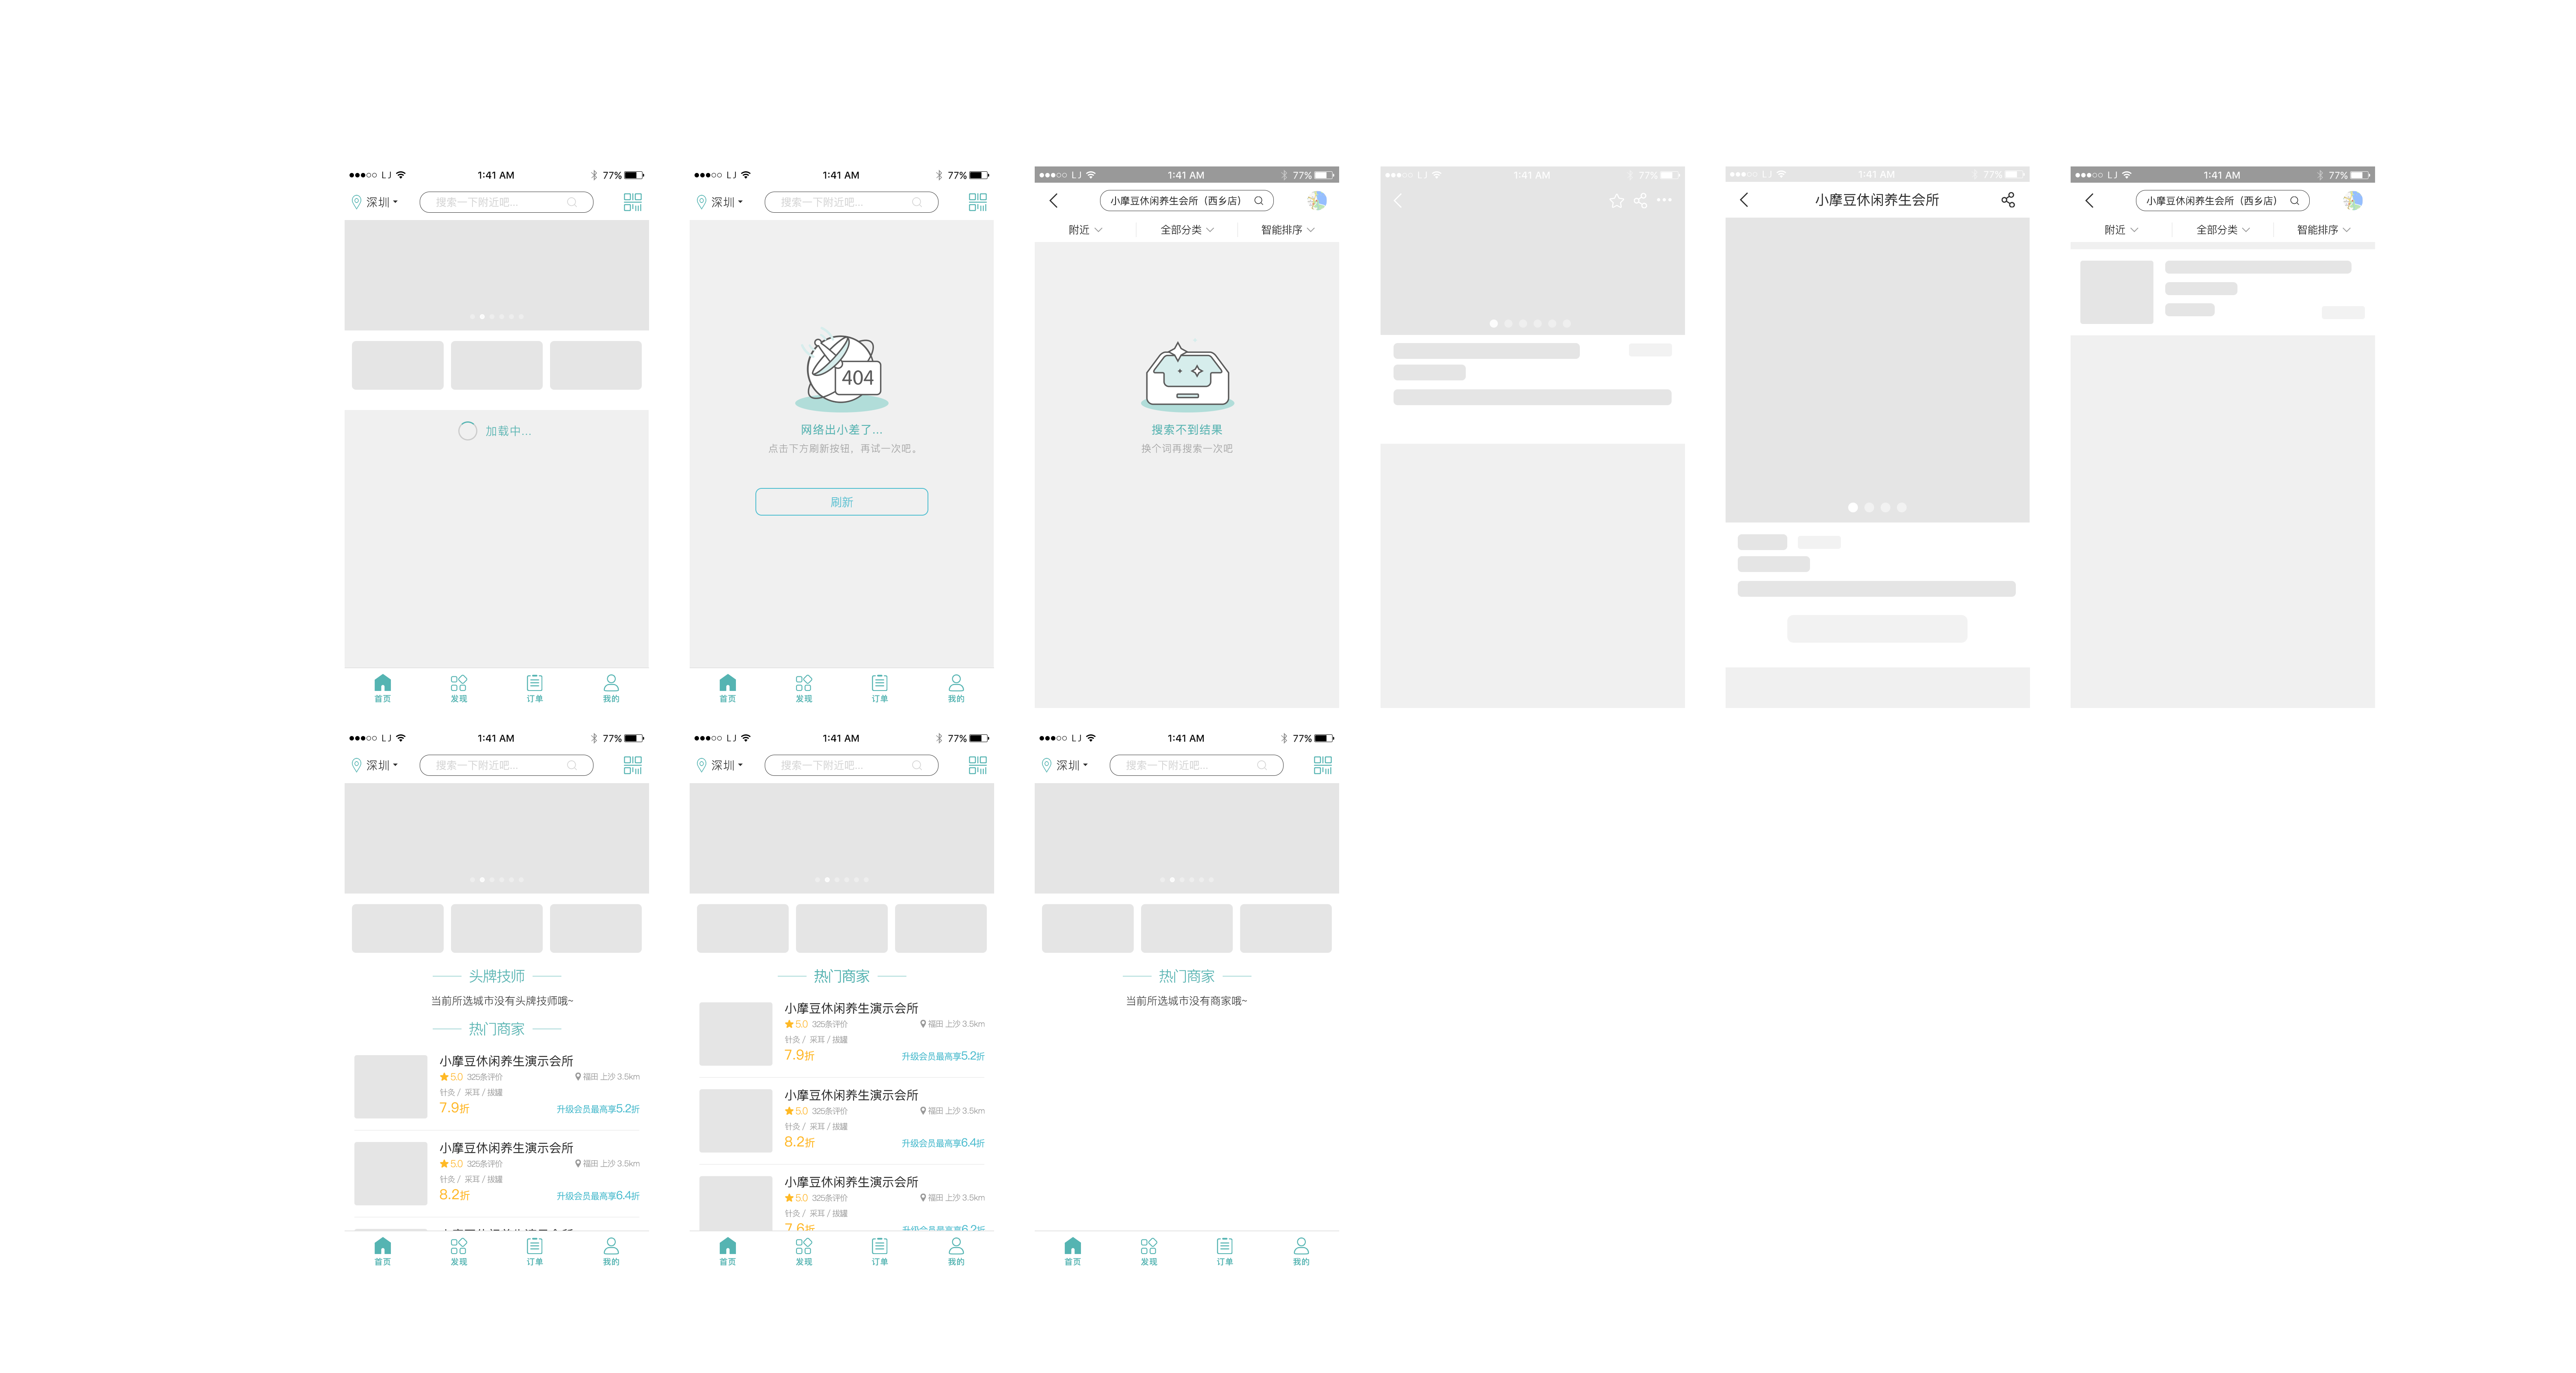 LJ 1:41 AM 77%
深圳 搜索一下附近吧...
加载中...
首页 发现 订单 我的
LJ 1:41 AM 77%
深圳 搜索一下附近吧...
404
网络出小差了...
点击下方刷新按钮，再试一次吧。
刷新
首页 发现 订单 我的
LJ 1:41 AM 77%
小摩豆休闲养生会所（西乡店）
附近 全部分类 智能排序
搜索不到结果
换个词再搜索一次吧
LJ 1:41 AM 77%
LJ 1:41 AM 77%
小摩豆休闲养生会所
LJ 1:41 AM 77%
小摩豆休闲养生会所（西乡店）
附近 全部分类 智能排序
LJ 1:41 AM 77%
深圳 搜索一下附近吧...
头牌技师
当前所选城市没有头牌技师哦~
热门商家
小摩豆休闲养生演示会所
5.0 325条评价 福田 上沙 3.5km
针灸 / 采耳 / 拔罐
7.9折 升级会员最高享5.2折
小摩豆休闲养生演示会所
5.0 325条评价 福田 上沙 3.5km
针灸 / 采耳 / 拔罐
8.2折 升级会员最高享6.4折
首页 发现 订单 我的
LJ 1:41 AM 77%
深圳 搜索一下附近吧...
热门商家
小摩豆休闲养生演示会所
5.0 325条评价 福田 上沙 3.5km
针灸 / 采耳 / 拔罐
7.9折 升级会员最高享5.2折
小摩豆休闲养生演示会所
5.0 325条评价 福田 上沙 3.5km
针灸 / 采耳 / 拔罐
8.2折 升级会员最高享6.4折
小摩豆休闲养生演示会所
5.0 325条评价 福田 上沙 3.5km
针灸 / 采耳 / 拔罐
7.6折 升级会员最高享6.2折
首页 发现 订单 我的
LJ 1:41 AM 77%
深圳 搜索一下附近吧...
热门商家
当前所选城市没有商家哦~
首页 发现 订单 我的